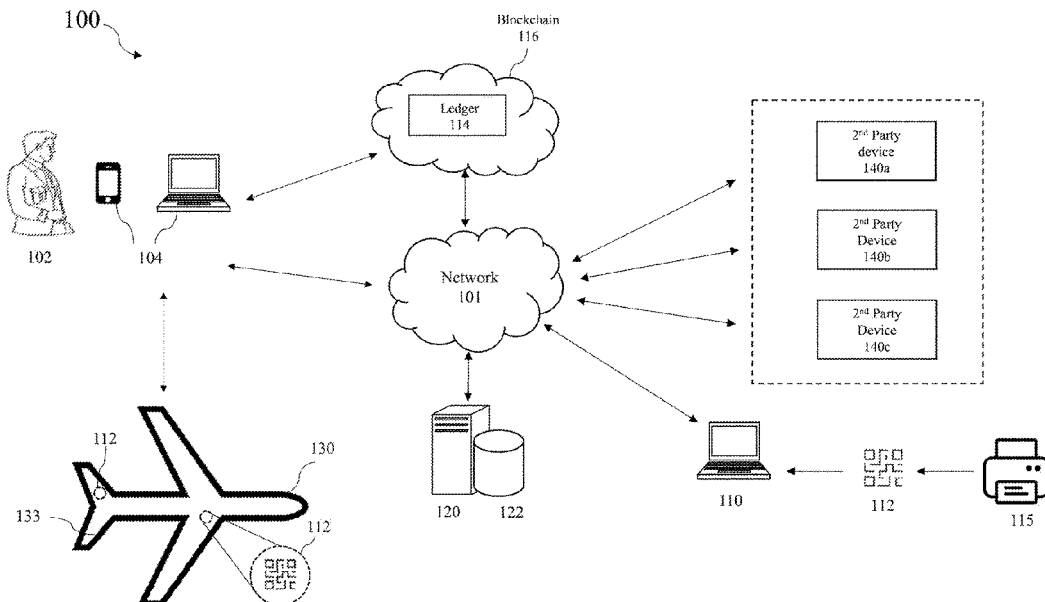 100
Blockchain
116
Ledger
114
2nd Party
device
140a
2nd Party
Device
140b
2nd Party
Device
140c
102
104
Network
101
112
130
133
112
120
122
110
112
115